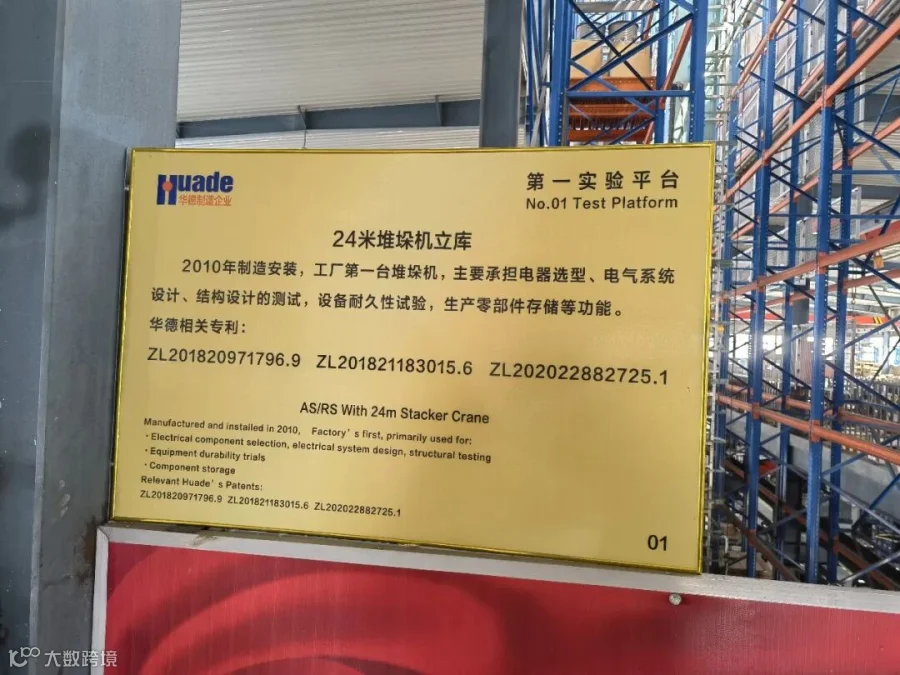 Huade
华德制造企业
第一实验平台
No.01 Test Platform
24米堆垛机立库
2010年制造安装，工厂第一台堆垛机，主要承担电器选型、电气系统
设计、结构设计的测试，设备耐久性试验，生产零部件存储等功能。
华德相关专利：
ZL201820971796.9 ZL201821183015.6 ZL202022882725.1
AS/RS With 24m Stacker Crane
Manufactured and installed in 2010, Factory's first, primarily used for:
·Electrical component selection, electrical system design, structural testing
·Equipment durability trials
·Component storage
Relevant Huade's Patents:
ZL201820971796.9 ZL201821183015.6 ZL202022882725.1
01
大数跨境